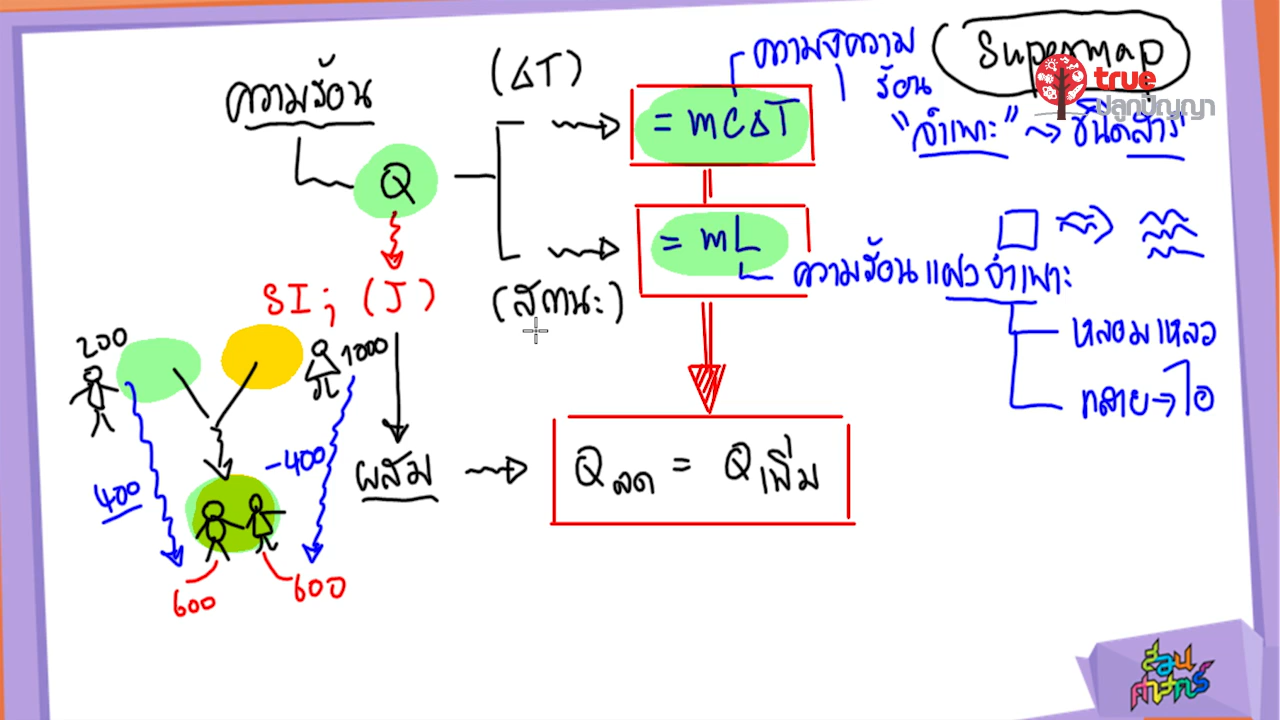 Supermap
true
ปลูกปัญญา
ความร้อน
Q
SI; (J)
(ΔT)
= mcΔT
ความจุความ
ร้อน
"จำเพาะ" → ชนิดสาร
(สถานะ)
= mL
ความร้อนแฝงจำเพาะ
หลอมเหลว
กลาย→ไอ
ผสม
Qลด = Qเพิ่ม
200
1000
400
-400
600
600
สอน
ศาสตร์